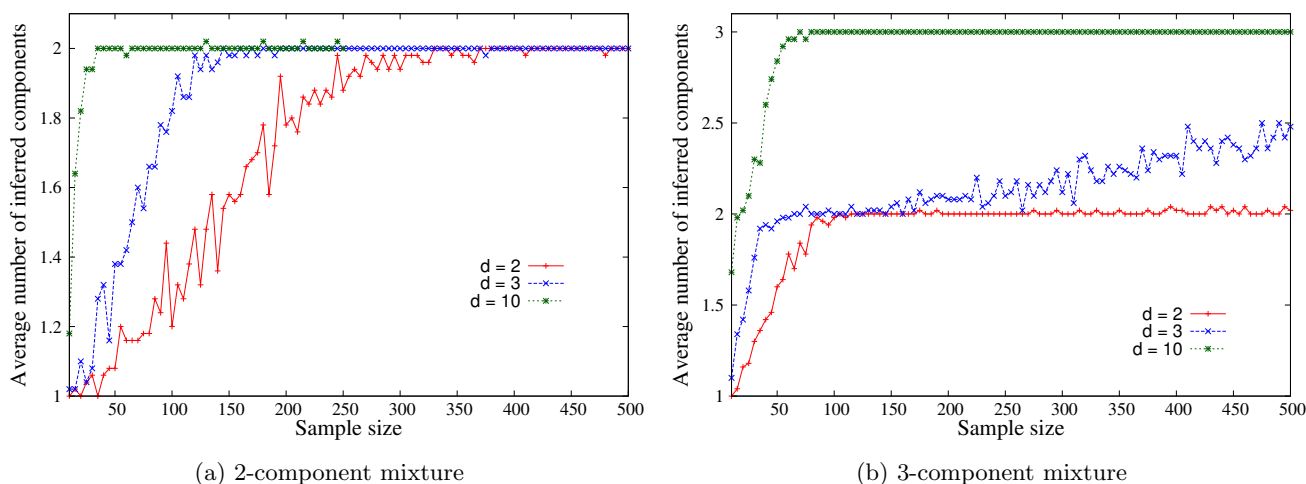 Average number of inferred components
2
1.8
1.6
1.4
1.2
1
50 100 150 200 250 300 350 400 450 500
Sample size
d = 2
d = 3
d = 10
(a) 2-component mixture
Average number of inferred components
3
2.5
2
1.5
1
50 100 150 200 250 300 350 400 450 500
Sample size
d = 2
d = 3
d = 10
(b) 3-component mixture